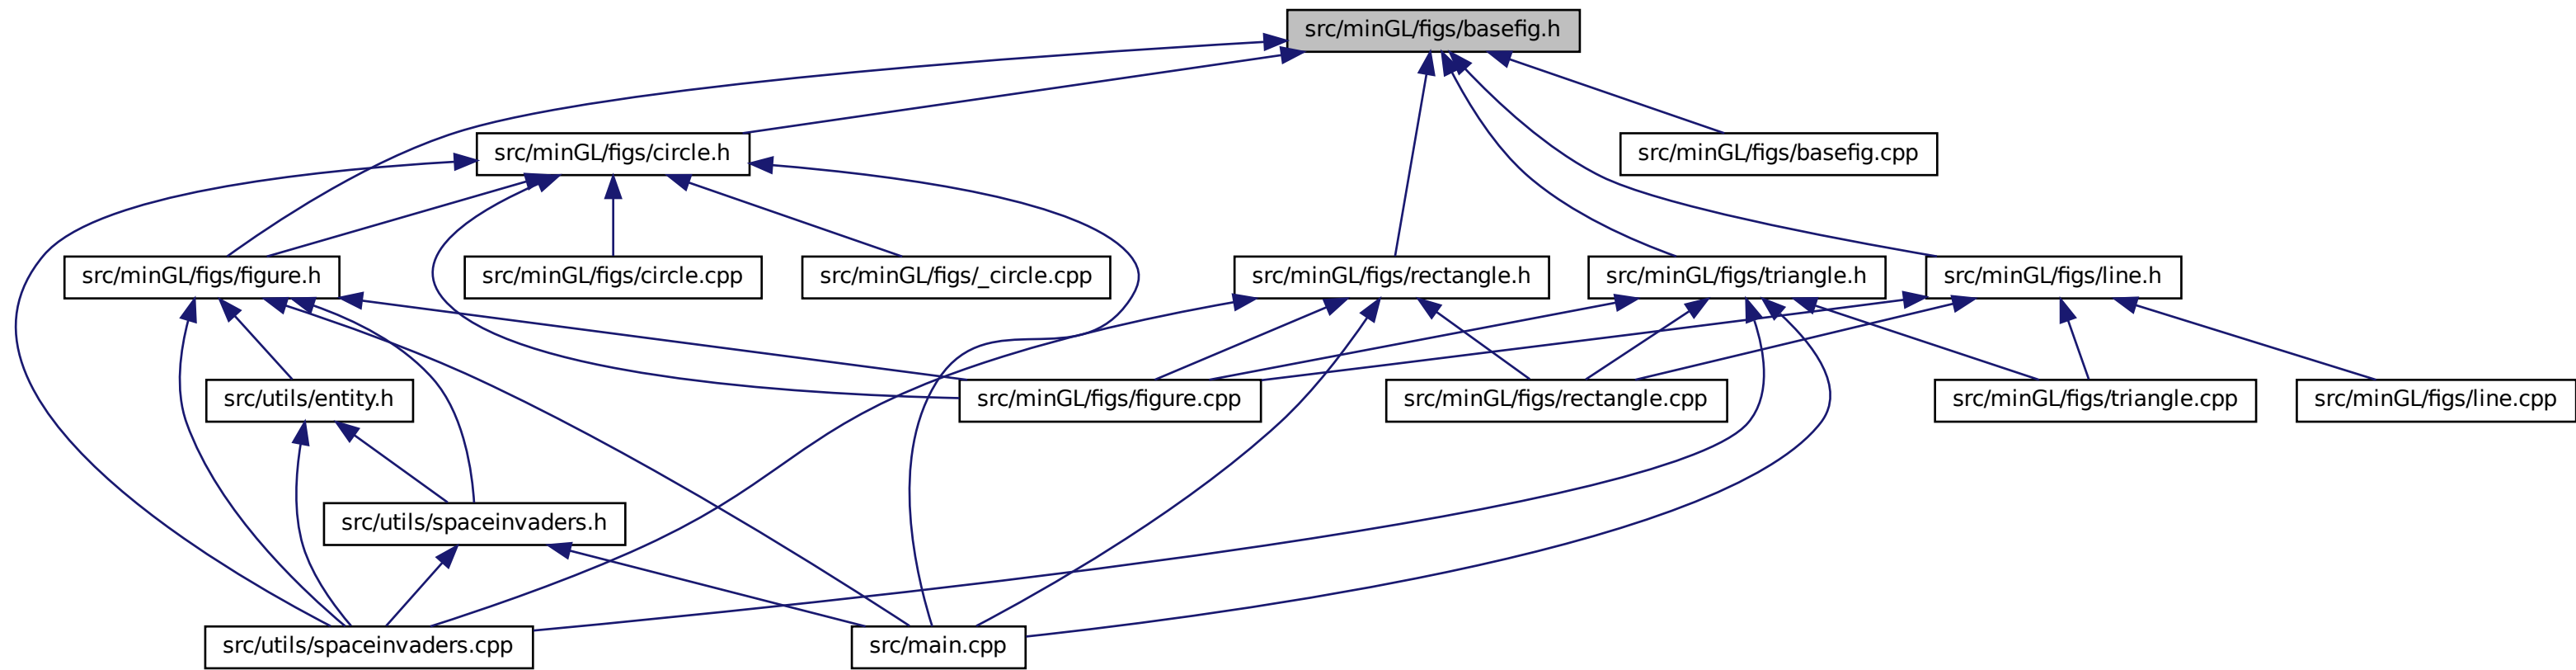 src/minGL/figs/basefig.h
src/minGL/figs/circle.h
src/minGL/figs/basefig.cpp
src/minGL/figs/figure.h
src/minGL/figs/circle.cpp
src/minGL/figs/_circle.cpp
src/minGL/figs/rectangle.h
src/minGL/figs/triangle.h
src/minGL/figs/line.h
src/utils/entity.h
src/minGL/figs/figure.cpp
src/minGL/figs/rectangle.cpp
src/minGL/figs/triangle.cpp
src/minGL/figs/line.cpp
src/utils/spaceinvaders.h
src/utils/spaceinvaders.cpp
src/main.cpp